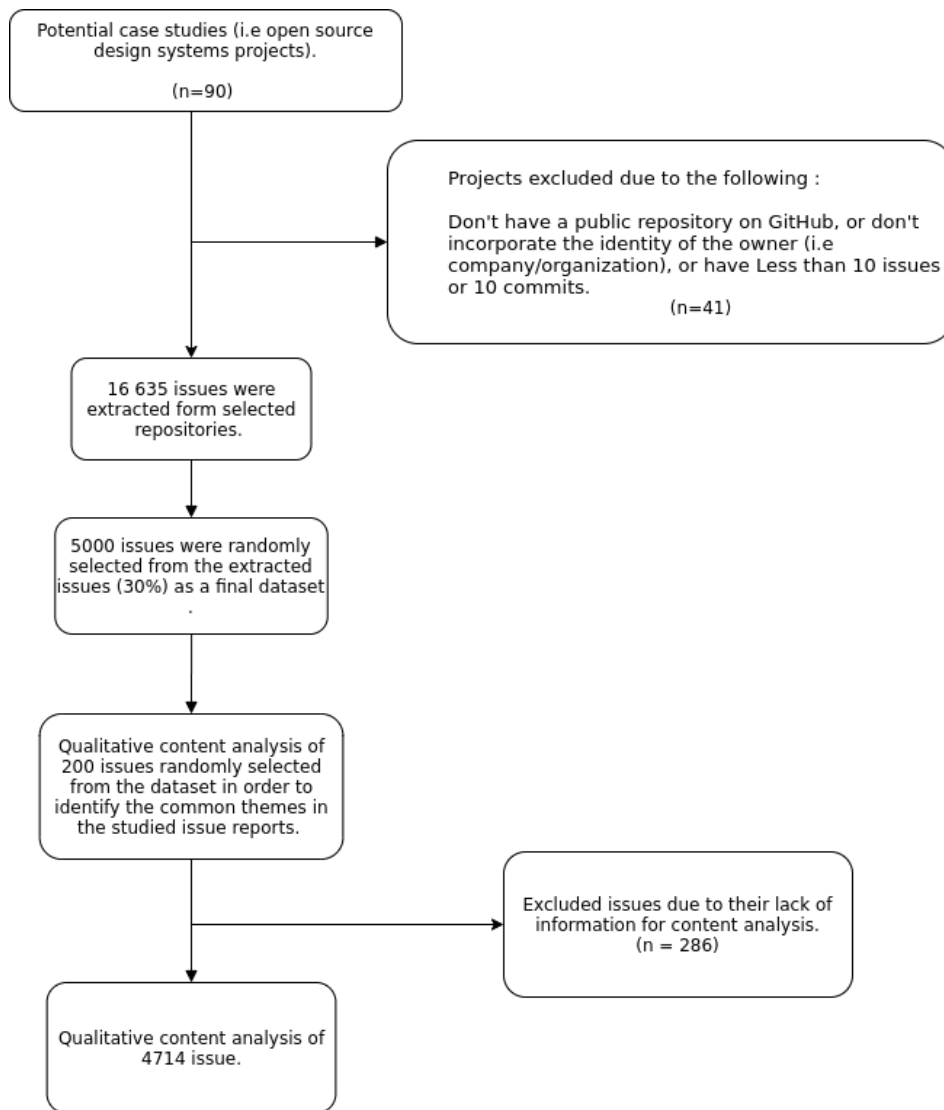 Potential case studies (i.e open source
design systems projects).
(n=90)
Projects excluded due to the following :
Don't have a public repository on GitHub, or don't
incorporate the identity of the owner (i.e
company/organization), or have Less than 10 issues
or 10 commits.
(n=41)
16 635 issues were
extracted form selected
repositories.
5000 issues were randomly
selected from the extracted
issues (30%) as a final dataset
.
Qualitative content analysis of
200 issues randomly selected
from the dataset in order to
identify the common themes in
the studied issue reports.
Excluded issues due to their lack of
information for content analysis.
(n = 286)
Qualitative content analysis of
4714 issue.